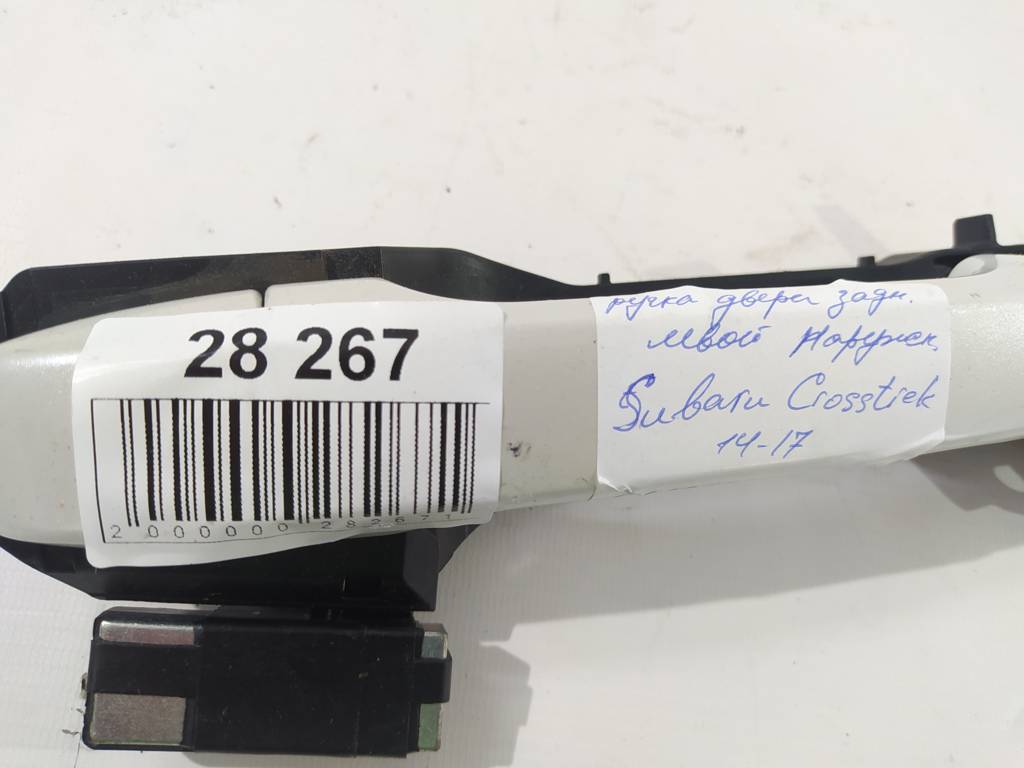 28 267
2 000000 282671
ручка двери задн.
левой наружн.
Subaru Crosstrek
14-17